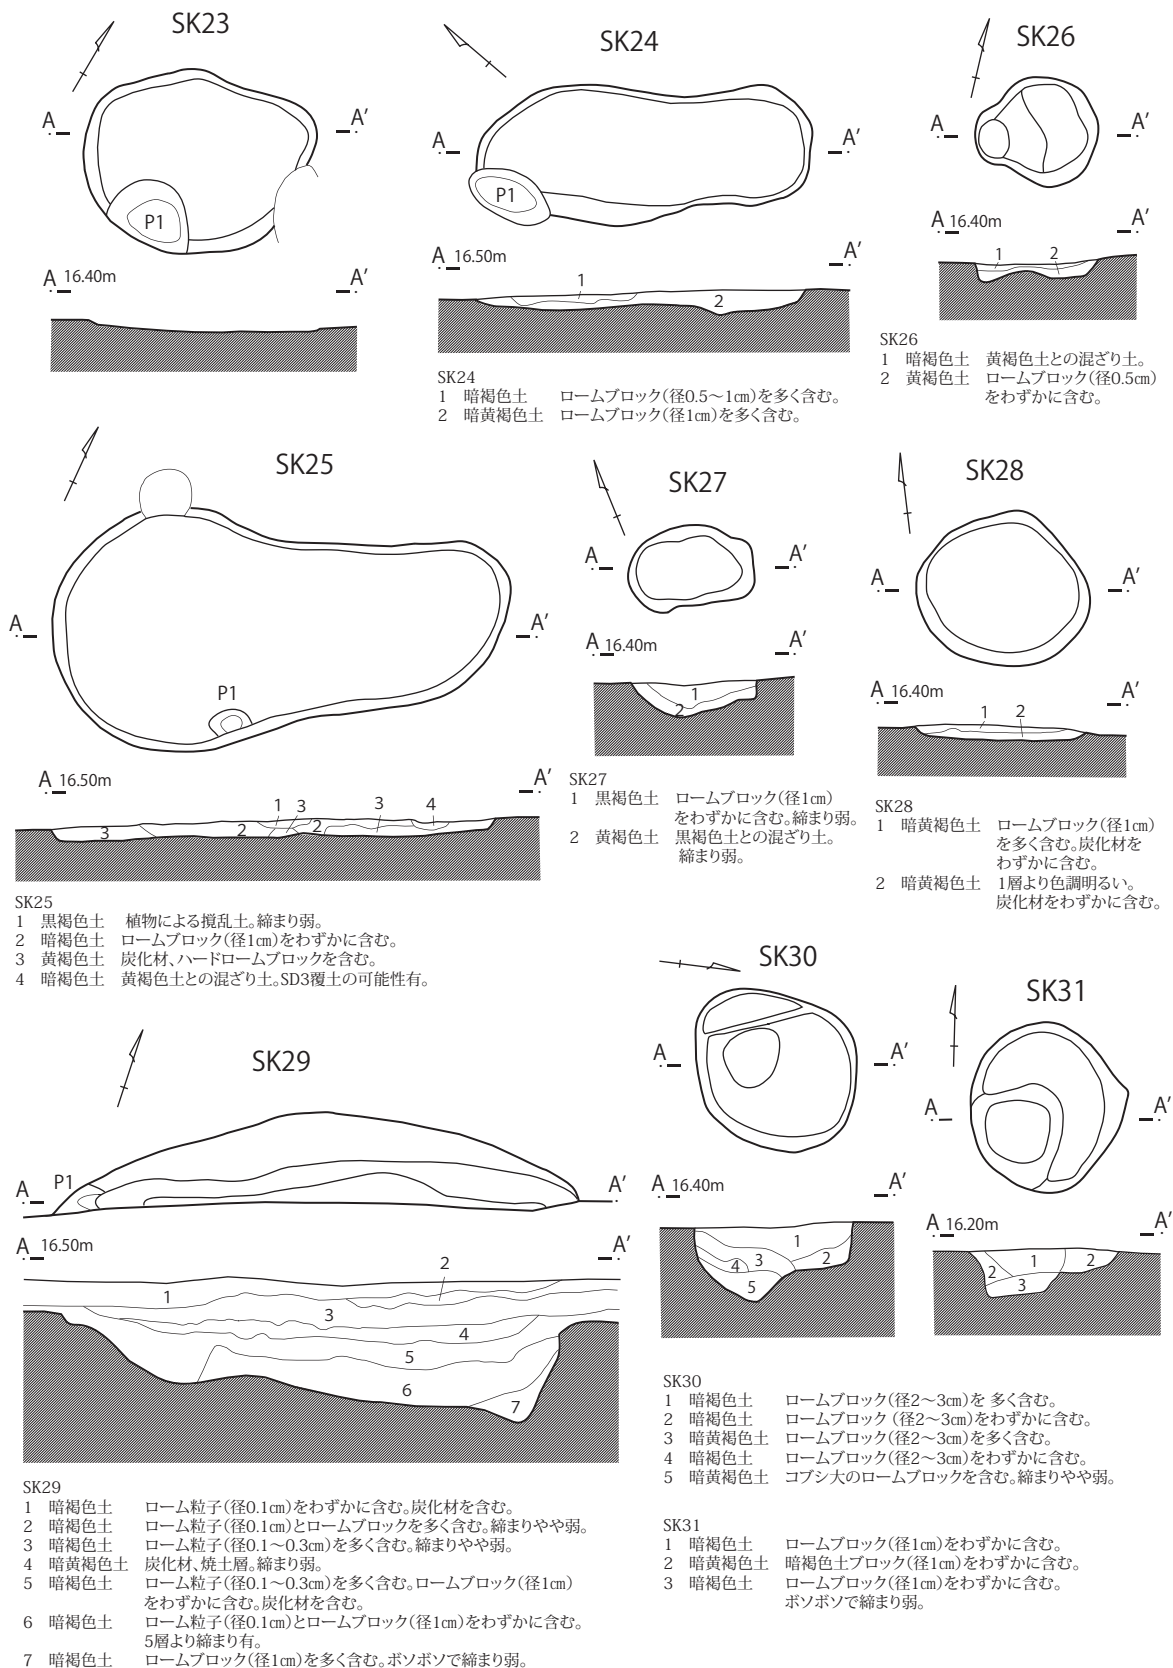 SK23
A
A’
P1
A 16.40m
A’
SK24
A
A’
P1
A 16.50m
A’
1
2
SK24
1 暗褐色土 ロームブロック(径0.5〜1㎝)を多く含む。
2 暗黄褐色土 ロームブロック(径1㎝)を多く含む。
SK26
A
A’
A 16.40m
A’
1
2
SK26
1 暗褐色土 黄褐色土との混ざり土。
2 黄褐色土 ロームブロック(径0.5㎝)
をわずかに含む。
SK25
A
A’
P1
A 16.50m
A’
1 3 3 4
3 2 2
SK25
1 黒褐色土 植物による撹乱土。締まり弱。
2 暗褐色土 ロームブロック(径1㎝)をわずかに含む。
3 黄褐色土 炭化材、ハードロームブロックを含む。
4 暗褐色土 黄褐色土との混ざり土。SD3覆土の可能性有。
SK27
A
A’
A 16.40m
A’
1
2
SK27
1 黒褐色土 ロームブロック(径1㎝)
をわずかに含む。締まり弱。
2 黄褐色土 黒褐色土との混ざり土。
締まり弱。
SK28
A
A’
A 16.40m
A’
1
2
SK28
1 暗黄褐色土 ロームブロック(径1㎝)
を多く含む。炭化材を
わずかに含む。
2 暗黄褐色土 1層より色調明るい。
炭化材をわずかに含む。
SK29
A
P1
A’
A 16.50m
A’
2
1
3
4
5
6
7
SK29
1 暗褐色土 ローム粒子(径0.1㎝)をわずかに含む。炭化材を含む。
2 暗褐色土 ローム粒子(径0.1㎝)とロームブロックを多く含む。締まりやや弱。
3 暗褐色土 ローム粒子(径0.1〜0.3㎝)を多く含む。締まりやや弱。
4 暗黄褐色土 炭化材、焼土層。締まり弱。
5 暗褐色土 ローム粒子(径0.1〜0.3㎝)を多く含む。ロームブロック(径1㎝)
をわずかに含む。炭化材を含む。
6 暗褐色土 ローム粒子(径0.1㎝)とロームブロック(径1㎝)をわずかに含む。
5層より締まり有。
7 暗褐色土 ロームブロック(径1㎝)を多く含む。ボソボソで締まり弱。
SK30
A
A’
A 16.40m
A’
1
4 3 2
5
SK31
A
A’
A 16.20m
A’
2 1 2
3
SK30
1 暗褐色土 ロームブロック(径2〜3㎝)を 多く含む。
2 暗褐色土 ロームブロック (径2〜3㎝)をわずかに含む。
3 暗黄褐色土 ロームブロック(径2〜3㎝)を多く含む。
4 暗褐色土 ロームブロック(径2〜3㎝)をわずかに含む。
5 暗黄褐色土 コブシ大のロームブロックを含む。締まりやや弱。
SK31
1 暗褐色土 ロームブロック(径1㎝)をわずかに含む。
2 暗黄褐色土 暗褐色土ブロック(径1㎝)をわずかに含む。
3 暗褐色土 ロームブロック(径1㎝)をわずかに含む。
ボソボソで締まり弱。